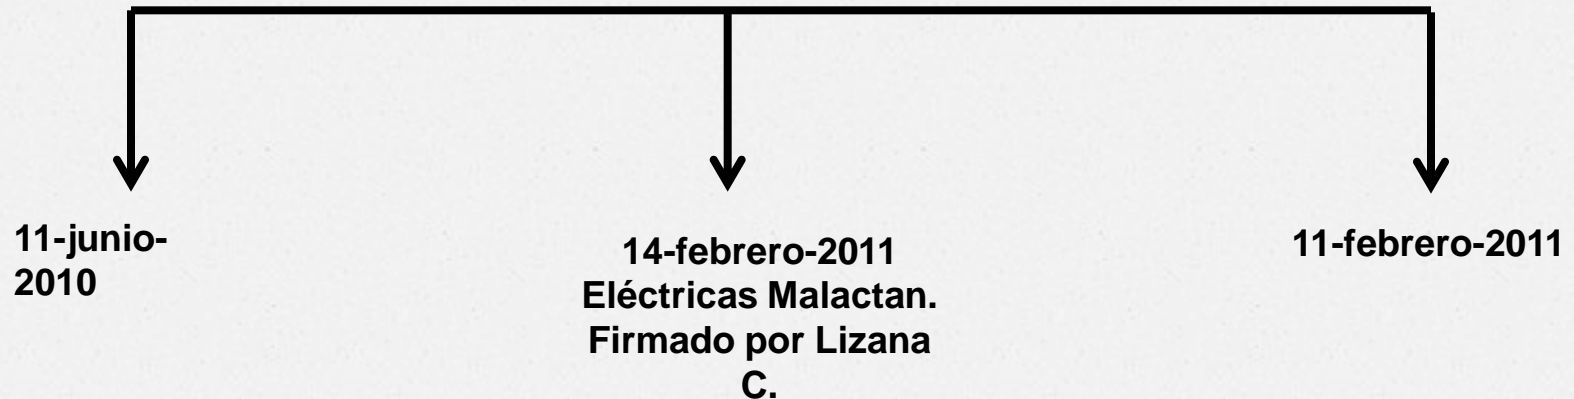 11-junio-
2010
14-febrero-2011
Eléctricas Malactan.
Firmado por Lizana
C.
11-febrero-2011